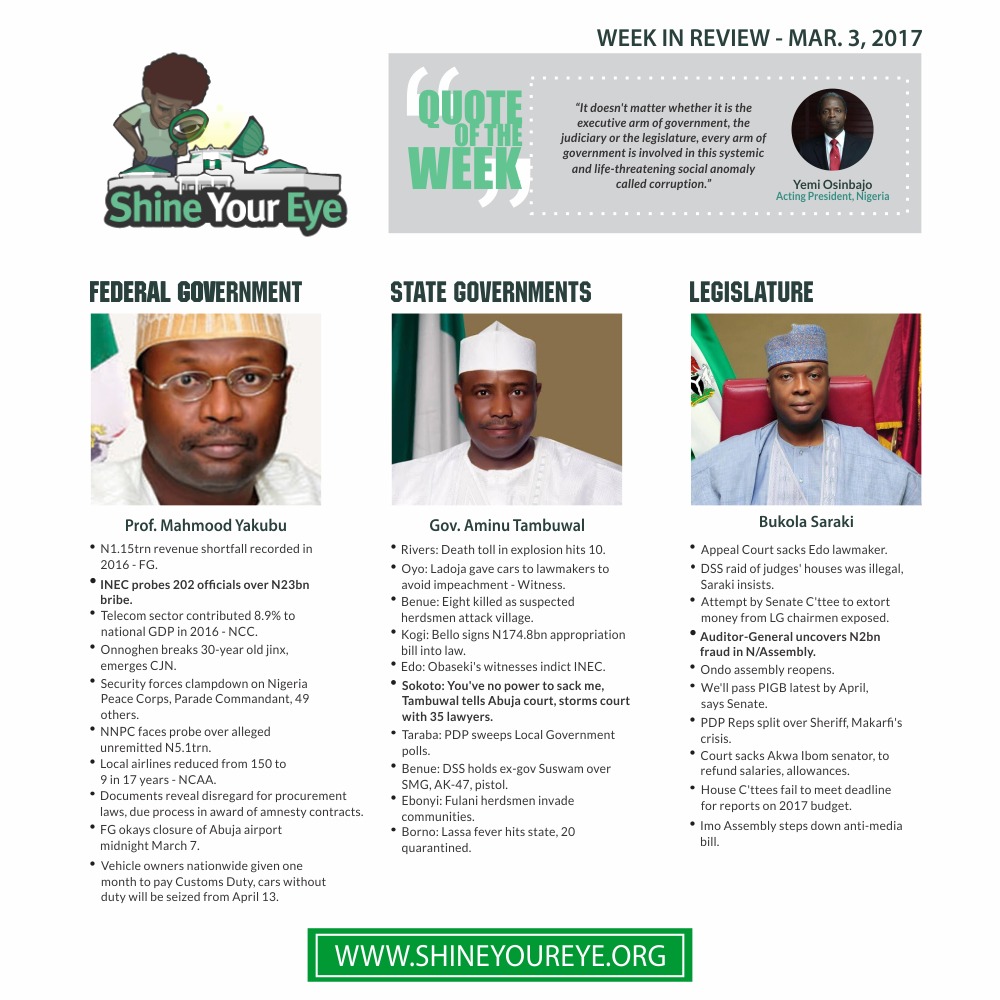 WEEK IN REVIEW - MAR. 3, 2017
Shine Your Eye
“
QUOTE
OF THE
WEEK
”
“It doesn't matter whether it is the
executive arm of government, the
judiciary or the legislature, every arm of
government is involved in this systemic
and life-threatening social anomaly
called corruption.”
Yemi Osinbajo
Acting President, Nigeria
FEDERAL GOVERNMENT
Prof. Mahmood Yakubu
• N1.15trn revenue shortfall recorded in
2016 - FG.
• INEC probes 202 officials over N23bn
bribe.
• Telecom sector contributed 8.9% to
national GDP in 2016 - NCC.
• Onnoghen breaks 30-year old jinx,
emerges CJN.
• Security forces clampdown on Nigeria
Peace Corps, Parade Commandant, 49
others.
• NNPC faces probe over alleged
unremitted N5.1trn.
• Local airlines reduced from 150 to
9 in 17 years - NCAA.
• Documents reveal disregard for procurement
laws, due process in award of amnesty contracts.
• FG okays closure of Abuja airport
midnight March 7.
• Vehicle owners nationwide given one
month to pay Customs Duty, cars without
duty will be seized from April 13.
STATE GOVERNMENTS
Gov. Aminu Tambuwal
• Rivers: Death toll in explosion hits 10.
• Oyo: Ladoja gave cars to lawmakers to
avoid impeachment - Witness.
• Benue: Eight killed as suspected
herdsmen attack village.
• Kogi: Bello signs N174.8bn appropriation
bill into law.
• Edo: Obaseki's witnesses indict INEC.
• Sokoto: You've no power to sack me,
Tambuwal tells Abuja court, storms court
with 35 lawyers.
• Taraba: PDP sweeps Local Government
polls.
• Benue: DSS holds ex-gov Suswam over
SMG, AK-47, pistol.
• Ebonyi: Fulani herdsmen invade
communities.
• Borno: Lassa fever hits state, 20
quarantined.
LEGISLATURE
Bukola Saraki
• Appeal Court sacks Edo lawmaker.
• DSS raid of judges' houses was illegal,
Saraki insists.
• Attempt by Senate C'ttee to extort
money from LG chairmen exposed.
• Auditor-General uncovers N2bn
fraud in N/Assembly.
• Ondo assembly reopens.
• We'll pass PIGB latest by April,
says Senate.
• PDP Reps split over Sheriff, Makarfi's
crisis.
• Court sacks Akwa Ibom senator, to
refund salaries, allowances.
• House C'ttees fail to meet deadline
for reports on 2017 budget.
• Imo Assembly steps down anti-media
bill.
WWW.SHINEYOUREYE.ORG